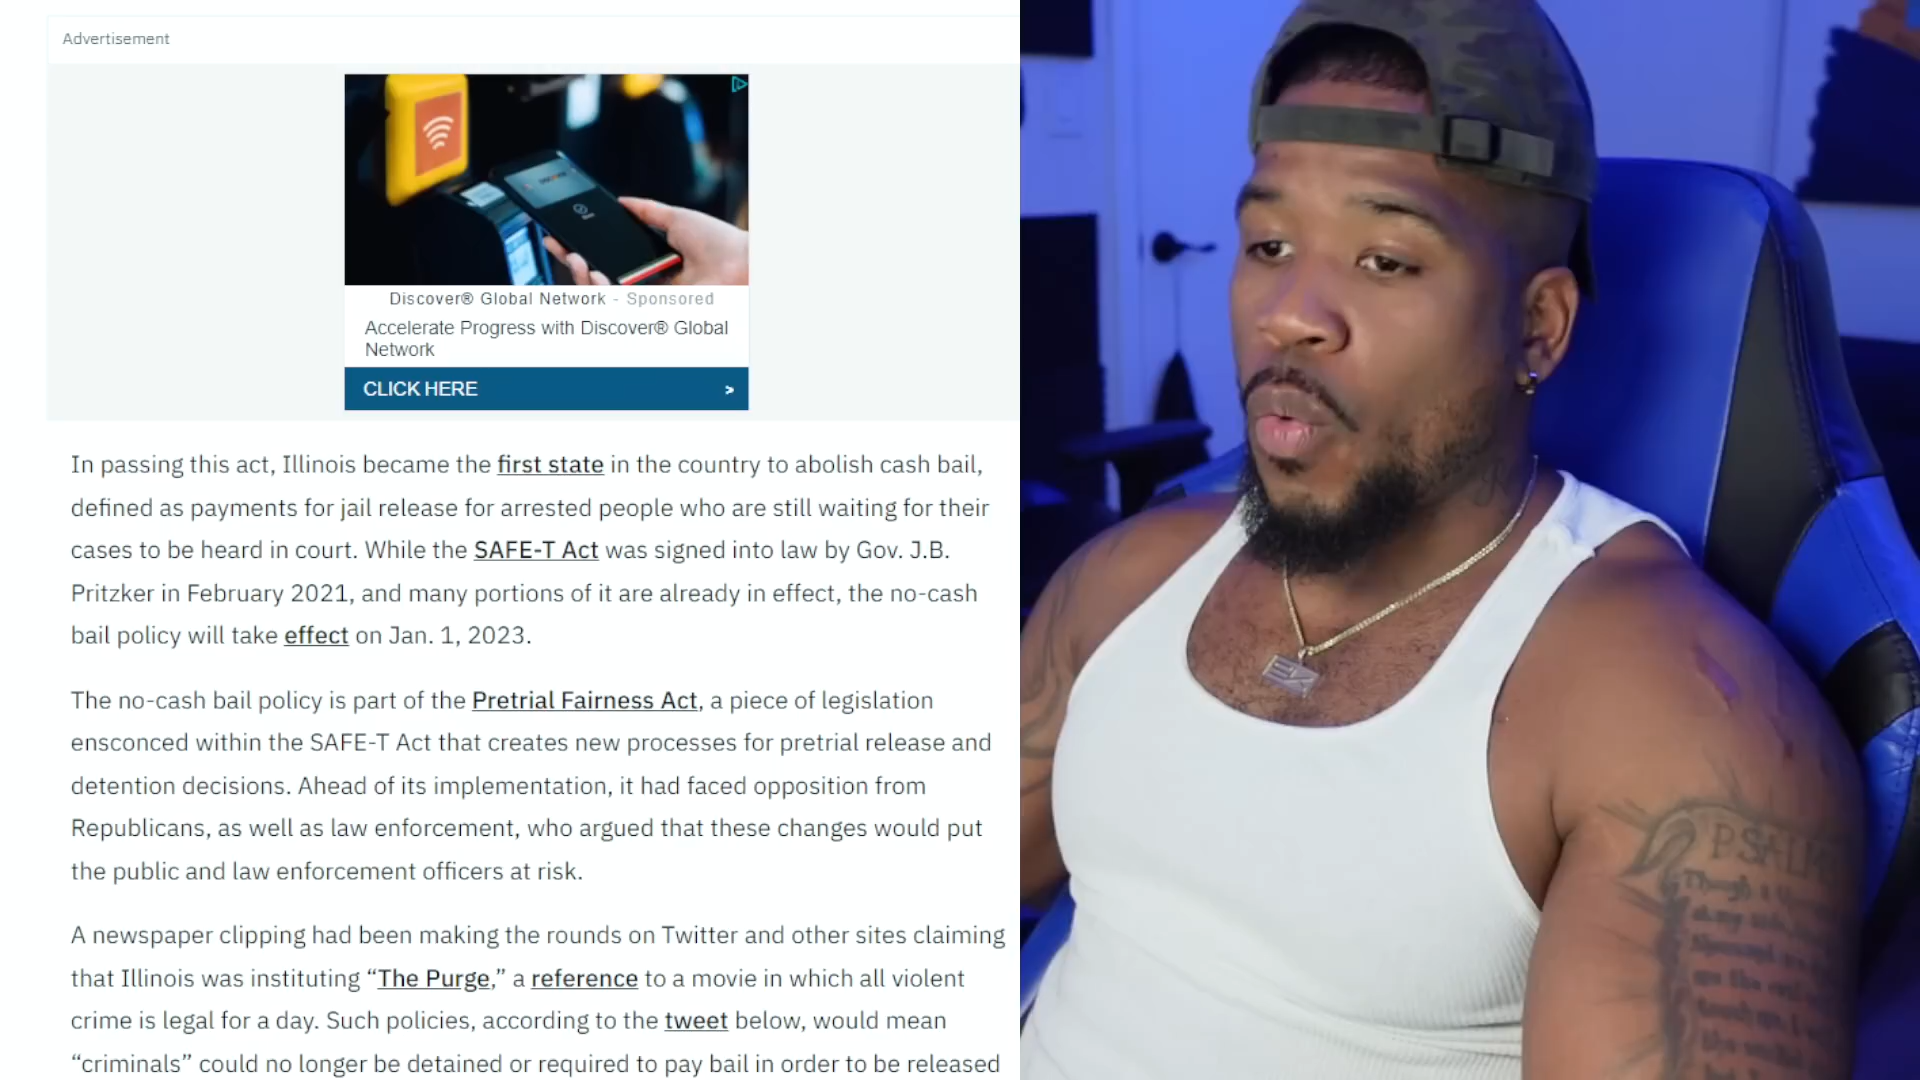 Advertisement
Discover® Global Network - Sponsored
Accelerate Progress with Discover® Global
Network
CLICK HERE >
In passing this act, Illinois became the first state in the country to abolish cash bail,
defined as payments for jail release for arrested people who are still waiting for their
cases to be heard in court. While the SAFE-T Act was signed into law by Gov. J.B.
Pritzker in February 2021, and many portions of it are already in effect, the no-cash
bail policy will take effect on Jan. 1, 2023.
The no-cash bail policy is part of the Pretrial Fairness Act, a piece of legislation
ensconced within the SAFE-T Act that creates new processes for pretrial release and
detention decisions. Ahead of its implementation, it had faced opposition from
Republicans, as well as law enforcement, who argued that these changes would put
the public and law enforcement officers at risk.
A newspaper clipping had been making the rounds on Twitter and other sites claiming
that Illinois was instituting “The Purge,” a reference to a movie in which all violent
crime is legal for a day. Such policies, according to the tweet below, would mean
“criminals” could no longer be detained or required to pay bail in order to be released
PSALM
Though I